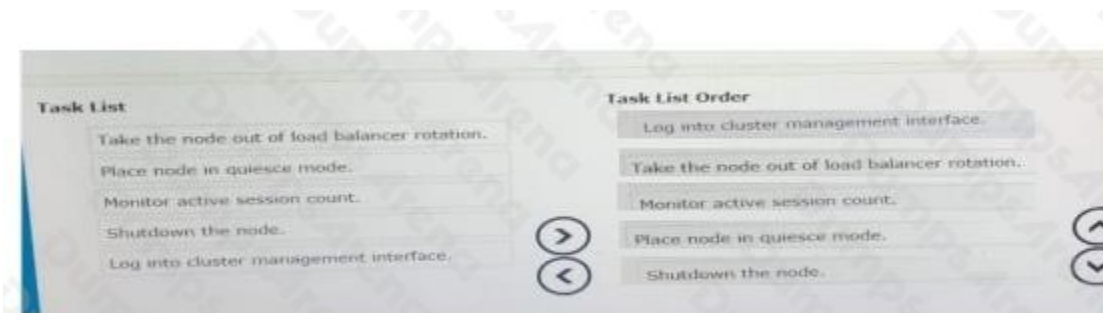 Task List
Take the node out of load balancer rotation.
Place node in quiesce mode.
Monitor active session count.
Shutdown the node.
Log into cluster management interface.
Task List Order
Log into cluster management interface.
Take the node out of load balancer rotation.
Monitor active session count.
Place node in quiesce mode.
Shutdown the node.